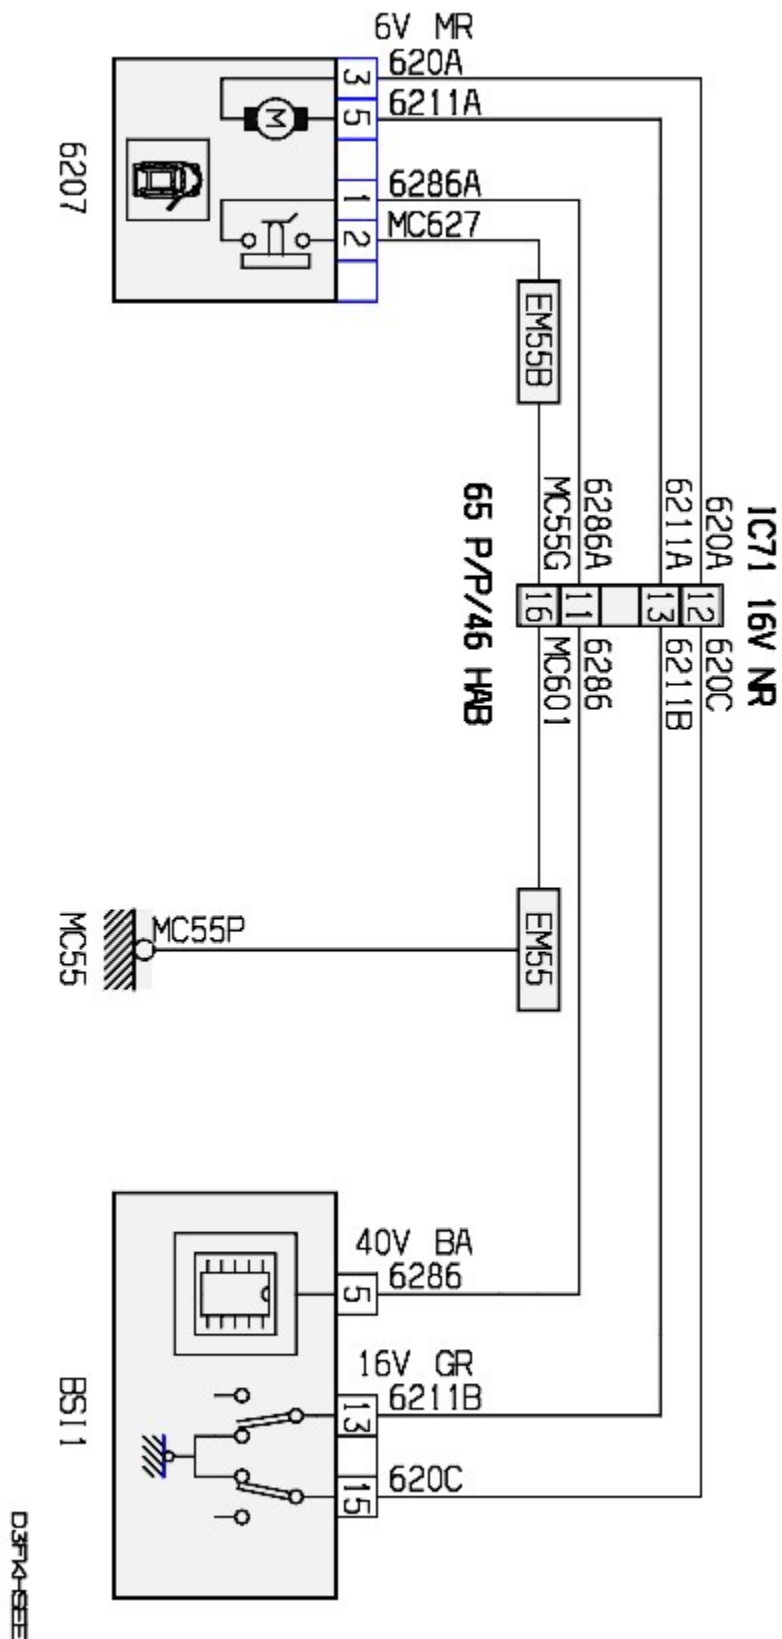 6V MR
620A
3
M
5
6211A
6207
1
6286A
2
MC627
EM55B
IC71 16V NR
620A
6211A
6286A
MC55G
65 P/P/46 HAB
16
11
13
12
620C
6211B
6286
MC601
MC55P
MC55
EM55
40V BA
5
6286
16V GR
13
6211B
15
620C
BSI1